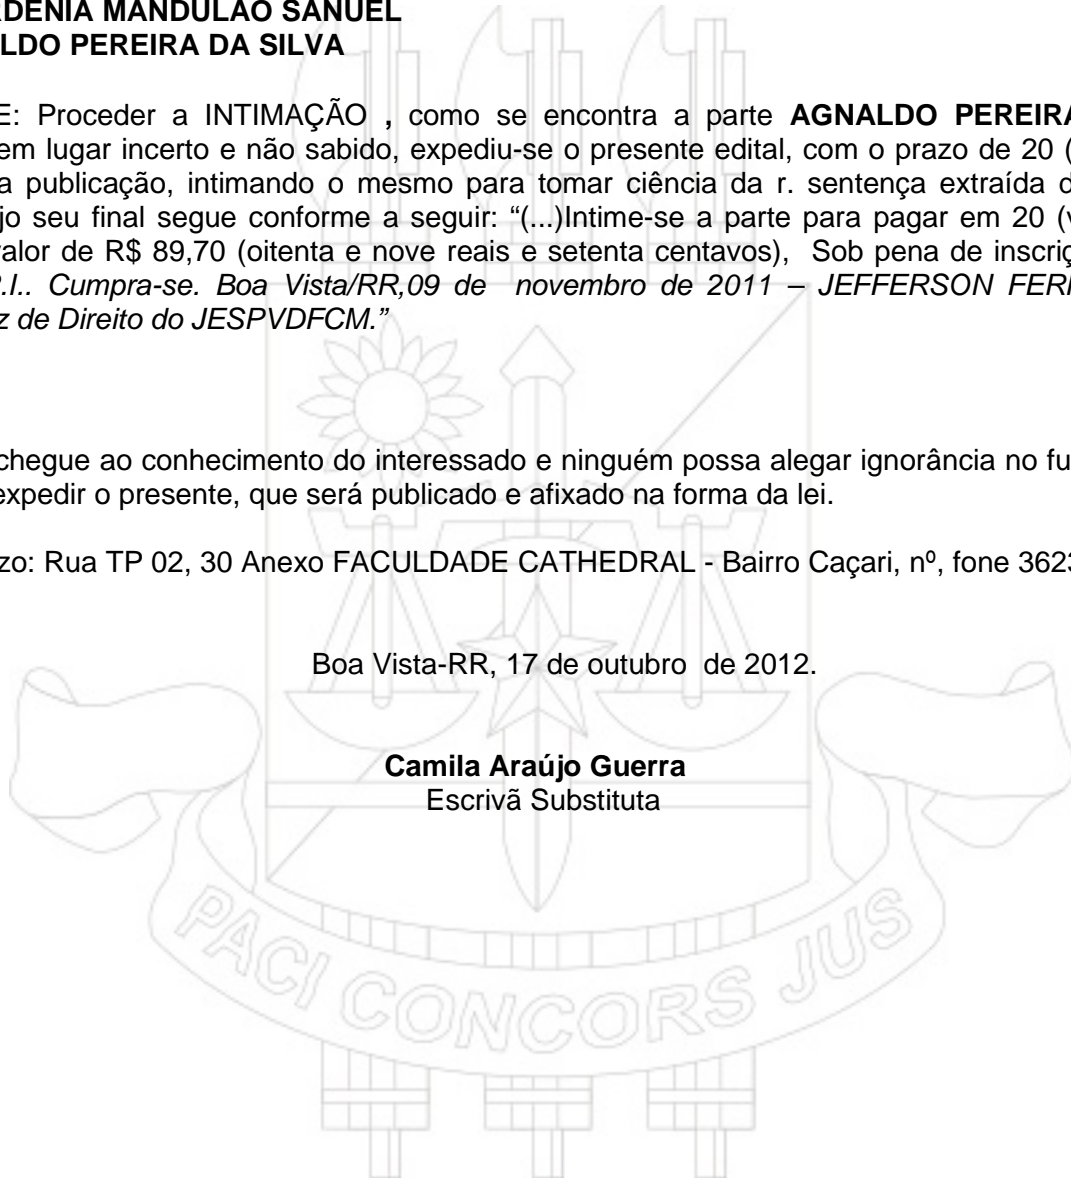 RDÊNIA MANDULÃO SANUEL
LDO PEREIRA DA SILVA
E: Proceder a INTIMAÇÃO , como se encontra a parte AGNALDO PEREIRA
em lugar incerto e não sabido, expediu-se o presente edital, com o prazo de 20 (
a publicação, intimando o mesmo para tomar ciência da r. sentença extraída d
jo seu final segue conforme a seguir: “(...)Intime-se a parte para pagar em 20 (v
valor de R$ 89,70 (oitenta e nove reais e setenta centavos), Sob pena de inscriç
R.I.. Cumpra-se. Boa Vista/RR,09 de novembro de 2011 – JEFFERSON FER
z de Direito do JESPVDFCM.”
chegue ao conhecimento do interessado e ninguém possa alegar ignorância no fu
expedir o presente, que será publicado e afixado na forma da lei.
zo: Rua TP 02, 30 Anexo FACULDADE CATHEDRAL - Bairro Caçari, nº, fone 3623
Boa Vista-RR, 17 de outubro de 2012.
Camila Araújo Guerra
Escrivã Substituta
PACI CONCORS JUS